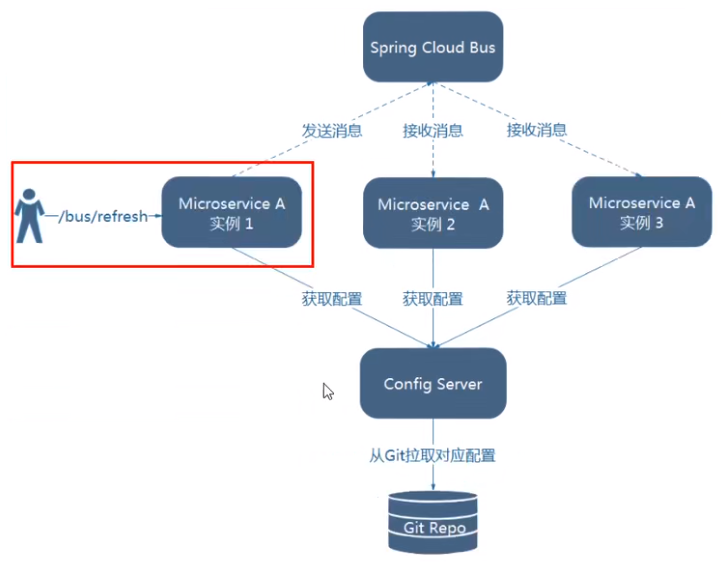 Spring Cloud Bus
发送消息
接收消息
接收消息
/bus/refresh
Microservice A
实例 1
Microservice A
实例 2
Microservice A
实例 3
获取配置
获取配置
获取配置
Config Server
从Git拉取对应配置
Git Repo